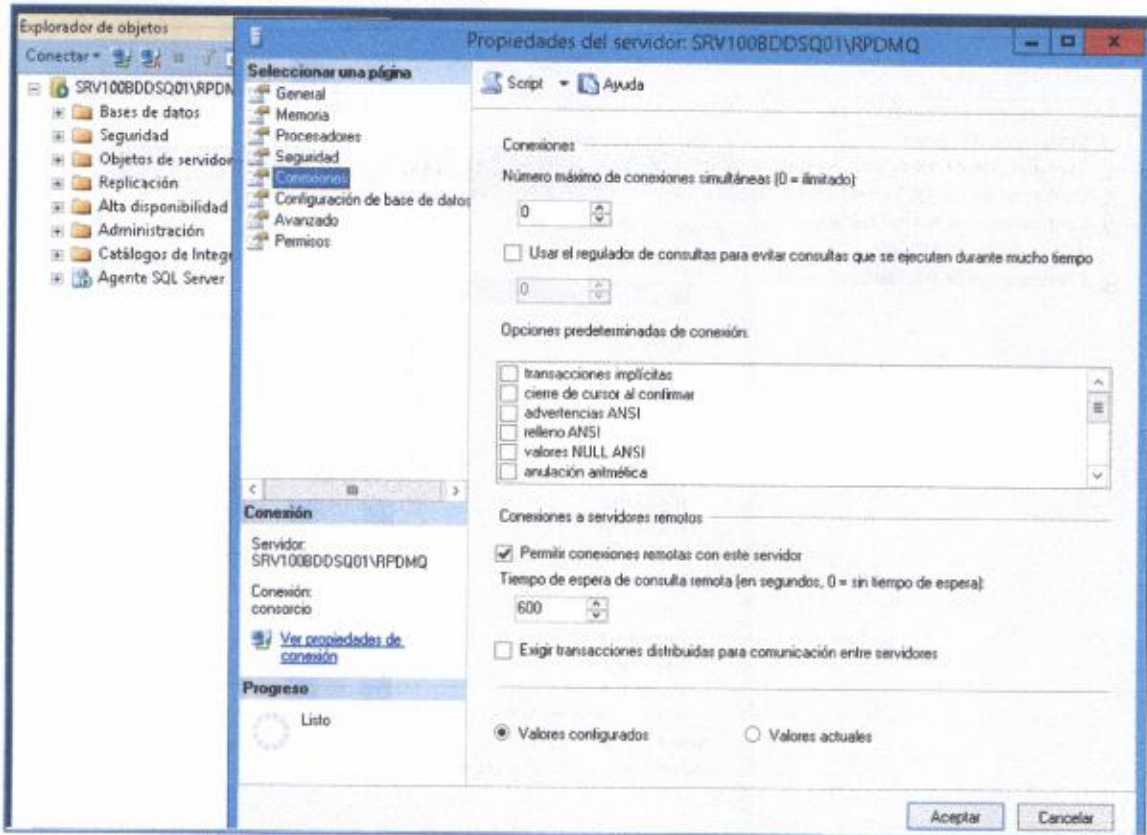 Explorador de objetos
Conectar
SRV100BDDSQ01\RPDM
Bases de datos
Seguridad
Objetos de servidor
Replicación
Alta disponibilidad
Administración
Catálogos de Integr
Agente SQL Server
Propiedades del servidor: SRV100BDDSQ01\RPDMQ
Seleccionar una página
General
Memoria
Procesadores
Seguridad
Conexiones
Configuración de base de datos
Avanzado
Permisos
Script
Ayuda
Conexiones
Número máximo de conexiones simultáneas (0 = ilimitado):
0
Usar el regulador de consultas para evitar consultas que se ejecuten durante mucho tiempo
0
Opciones predeterminadas de conexión:
transacciones implícitas
cierre de cursor al confirmar
advertencias ANSI
relleno ANSI
valores NULL ANSI
anulación aritmética
Conexiones a servidores remotos
Permitir conexiones remotas con este servidor
Tiempo de espera de consulta remota (en segundos, 0 = sin tiempo de espera):
600
Exigir transacciones distribuidas para comunicación entre servidores
Valores configurados
Valores actuales
Conexión
Servidor:
SRV100BDDSQ01\RPDMQ
Conexión:
consorcio
Ver propiedades de
conexión
Progreso
Listo
Aceptar
Cancelar